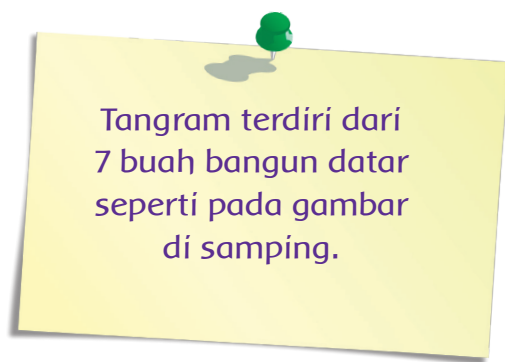 Tangram terdiri dari
7 buah bangun datar
seperti pada gambar
di samping.